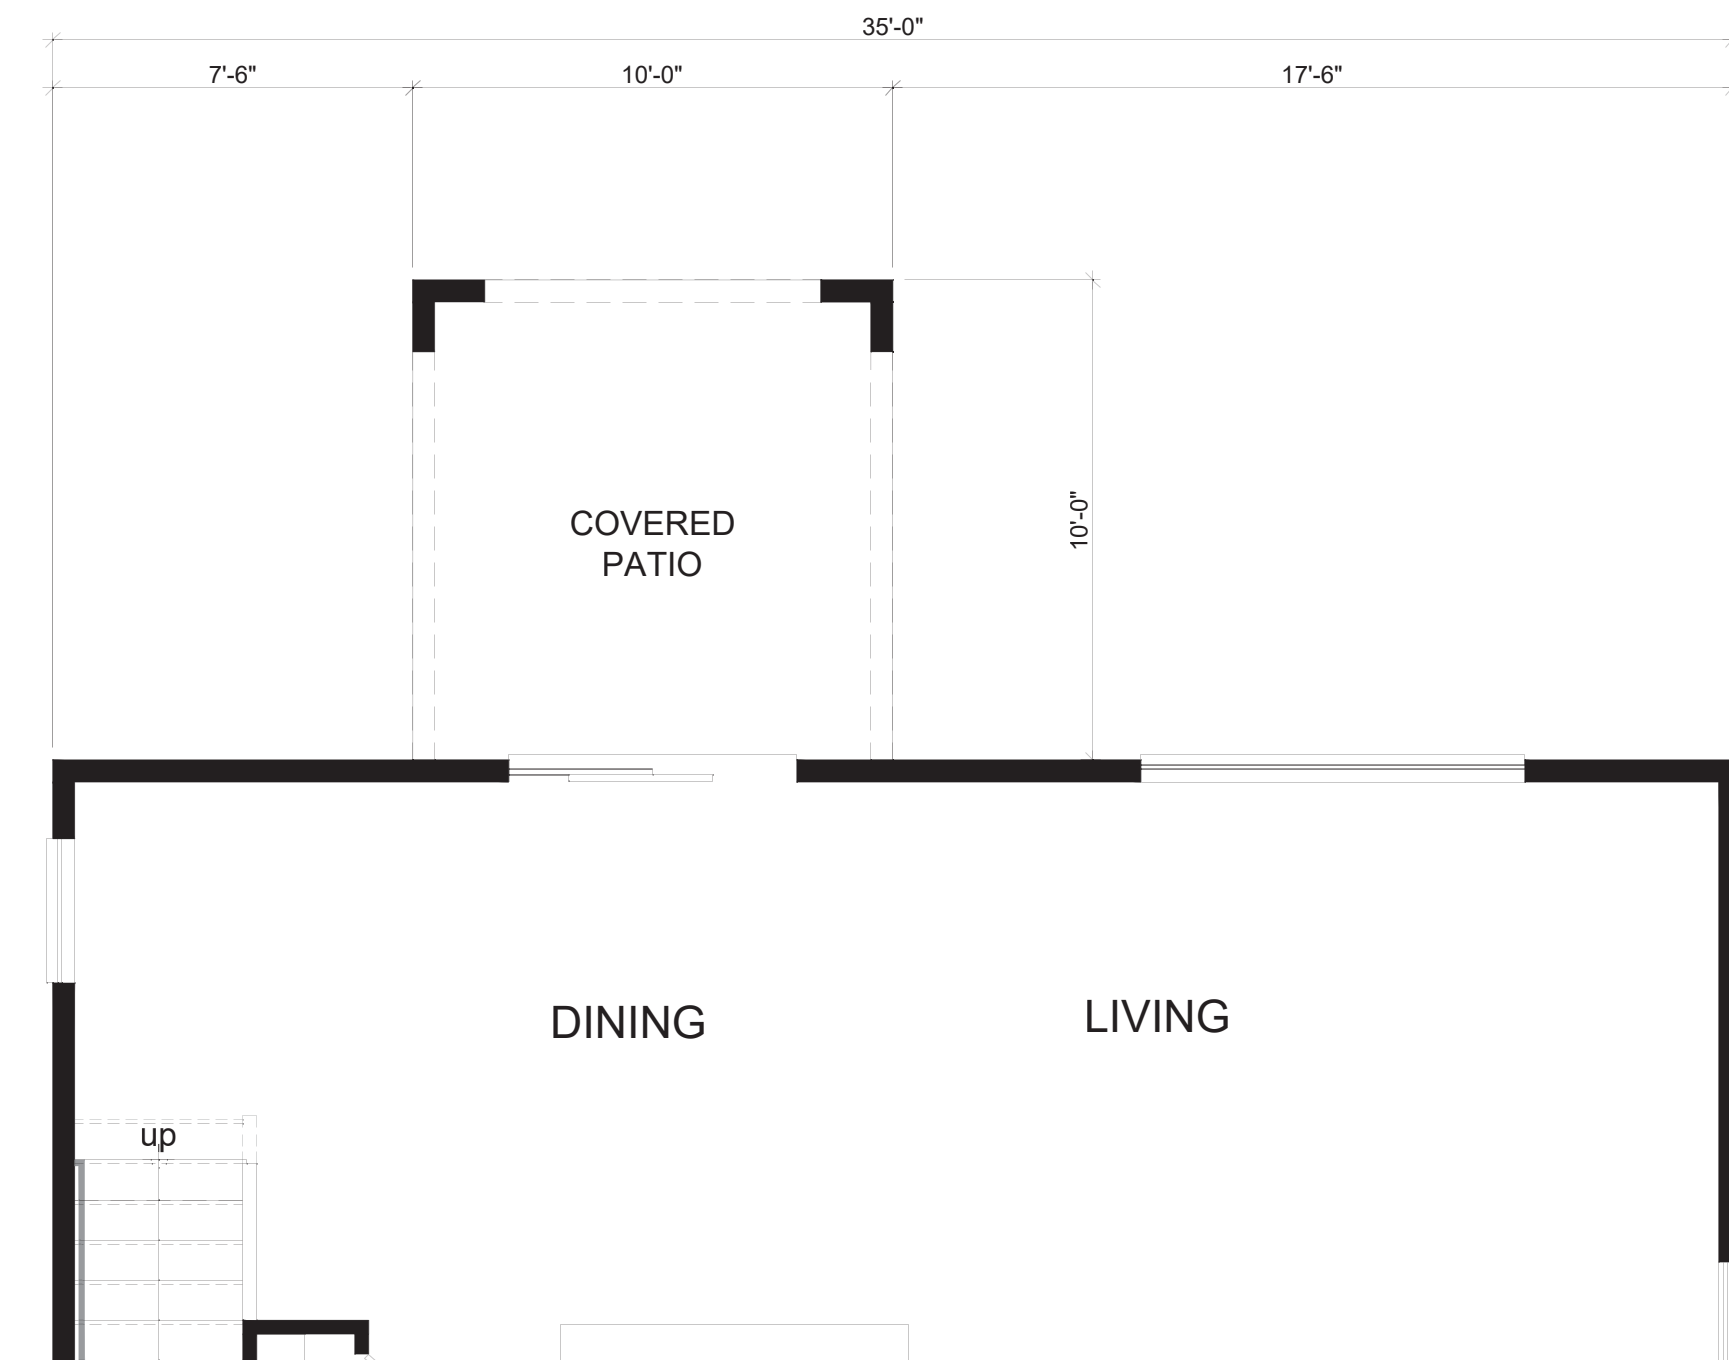 35'-0"
7'-6"
10'-0"
17'-6"
10'-0"
COVERED
PATIO
DINING
LIVING
up